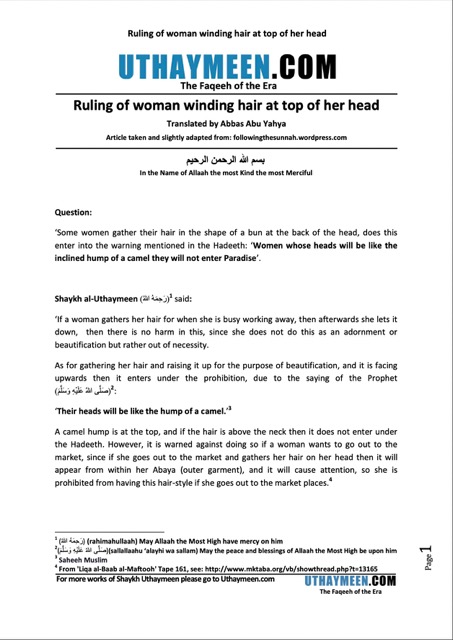 Ruling of woman winding hair at top of her head
UTHAYMEEN.COM
The Faqeeh of the Era
Ruling of woman winding hair at top of her head
Translated by Abbas Abu Yahya
Article taken and slightly adapted from: followingthesunnah.wordpress.com
بسم الله الرحمن الرحيم
In the Name of Allaah the most Kind the most Merciful
Question:
‘Some women gather their hair in the shape of a bun at the back of the head, does this
enter into the warning mentioned in the Hadeeth: ‘Women whose heads will be like the
inclined hump of a camel they will not enter Paradise’.
Shaykh al-Uthaymeen (رَحِمَهُ اللهُ)¹ said:
‘If a woman gathers her hair for when she is busy working away, then afterwards she lets it
down, then there is no harm in this, since she does not do this as an adornment or
beautification but rather out of necessity.
As for gathering her hair and raising it up for the purpose of beautification, and it is facing
upwards then it enters under the prohibition, due to the saying of the Prophet
(صَلَّى اللهُ عَلَيْهِ وَسَلَّمَ)²:
‘Their heads will be like the hump of a camel.’³
A camel hump is at the top, and if the hair is above the neck then it does not enter under
the Hadeeth. However, it is warned against doing so if a woman wants to go out to the
market, since if she goes out to the market and gathers her hair on her head then it will
appear from within her Abaya (outer garment), and it will cause attention, so she is
prohibited from having this hair-style if she goes out to the market places.⁴
¹ (رَحِمَهُ اللهُ) (rahimahullaah) May Allaah the Most High have mercy on him
²(صَلَّى اللهُ عَلَيْهِ وَسَلَّمَ)(sallallaahu ‘alayhi wa sallam) May the peace and blessings of Allaah the Most High be upon him
³ Saheeh Muslim
⁴ From ‘Liqa al-Baab al-Maftooh’ Tape 161, see: http://www.mktaba.org/vb/showthread.php?t=13165
For more works of Shaykh Uthaymeen please go to Uthaymeen.com
UTHAYMEEN.COM
The Faqeeh of the Era
Page 1